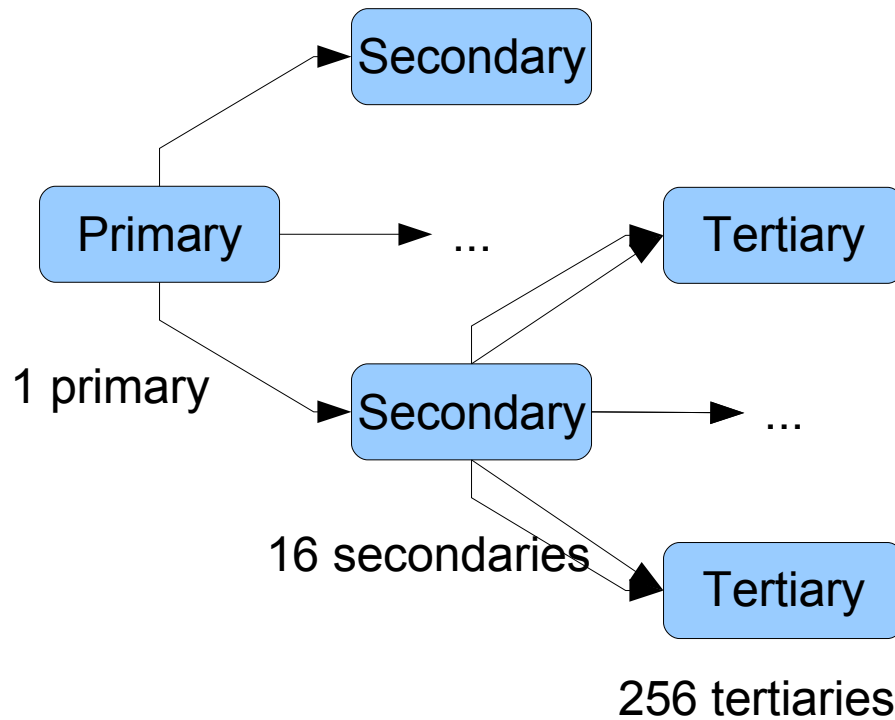 Secondary
Primary
...
Tertiary
1 primary
Secondary
...
16 secondaries
Tertiary
256 tertiaries